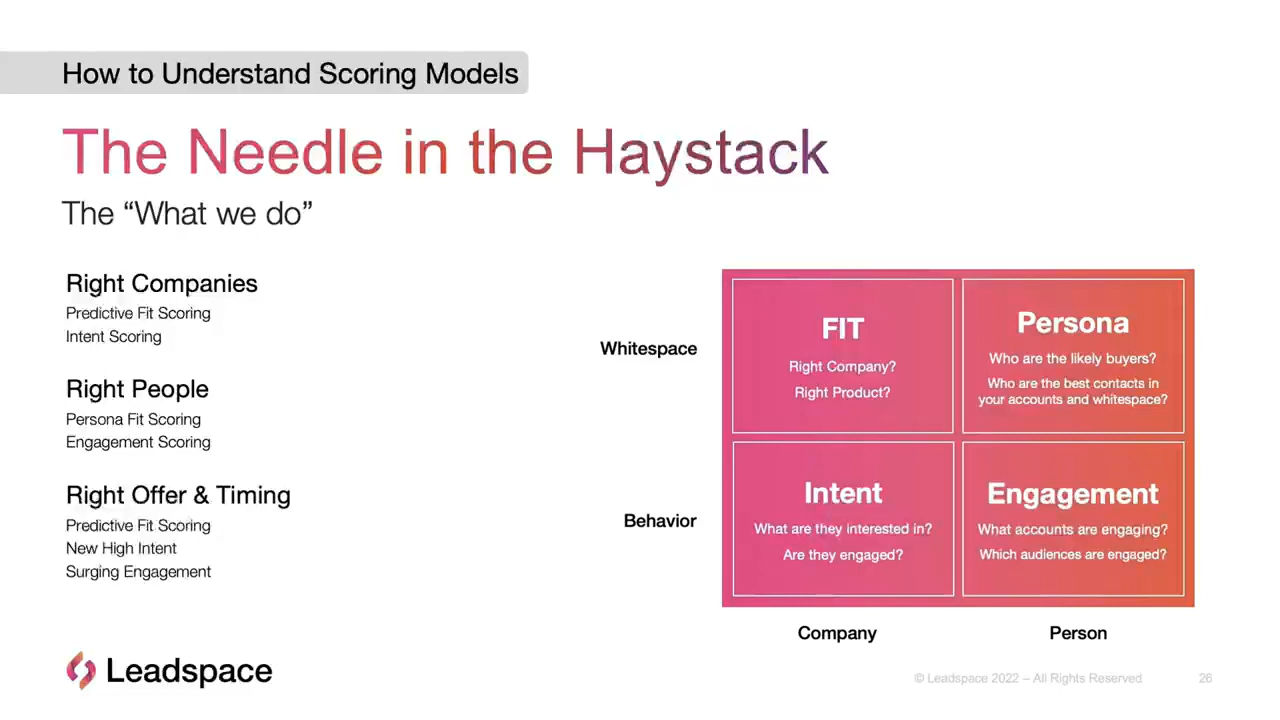 How to Understand Scoring Models
The Needle in the Haystack
The “What we do”
Right Companies
Predictive Fit Scoring
Intent Scoring
Right People
Persona Fit Scoring
Engagement Scoring
Right Offer & Timing
Predictive Fit Scoring
New High Intent
Surging Engagement
Whitespace
FIT
Right Company?
Right Product?
Persona
Who are the likely buyers?
Who are the best contacts in
your accounts and whitespace?
Behavior
Intent
What are they interested in?
Are they engaged?
Engagement
What accounts are engaging?
Which audiences are engaged?
Company
Person
Leadspace
© Leadspace 2022 – All Rights Reserved
26